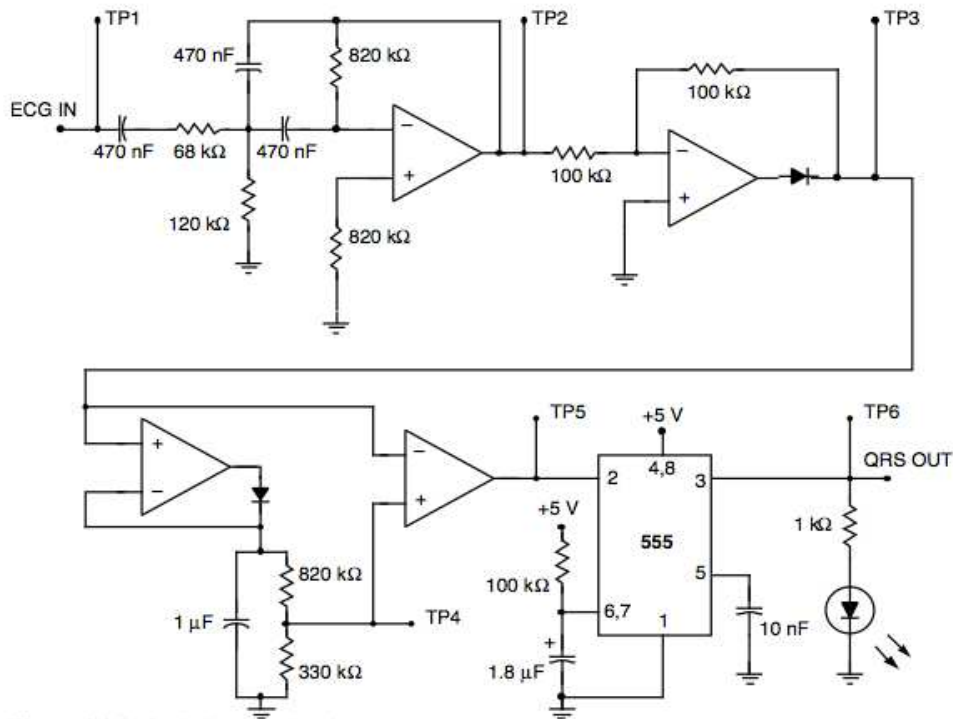 TP1
TP2
TP3
470 nF
820 kΩ
100 kΩ
ECG IN
470 nF
68 kΩ
470 nF
−
+
100 kΩ
−
+
120 kΩ
820 kΩ
TP5
+5 V
TP6
QRS OUT
+
−
−
+
2
4,8
3
+5 V
555
1 kΩ
820 kΩ
100 kΩ
5
1 µF
TP4
6,7
1
10 nF
330 kΩ
+
1.8 µF